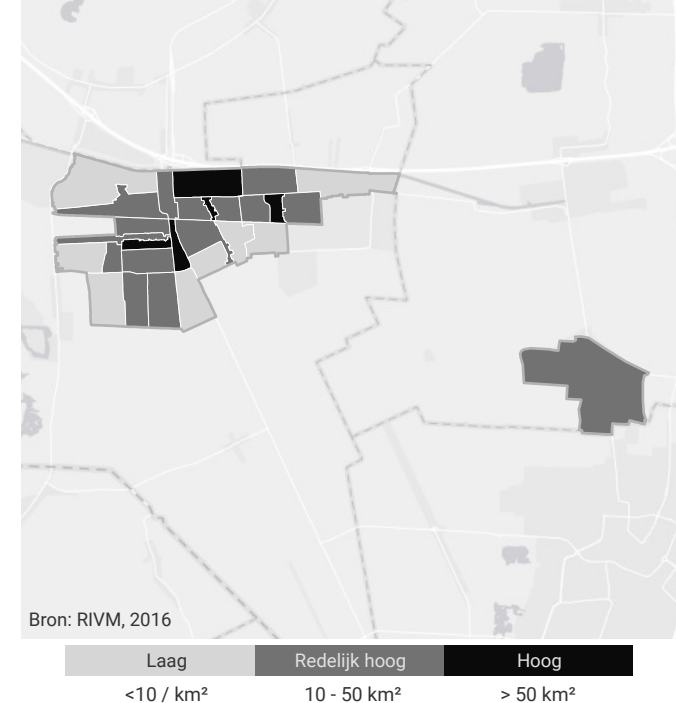 Bron: RIVM, 2016
Laag Redelijk hoog Hoog
<10 / km² 10 - 50 km² > 50 km²